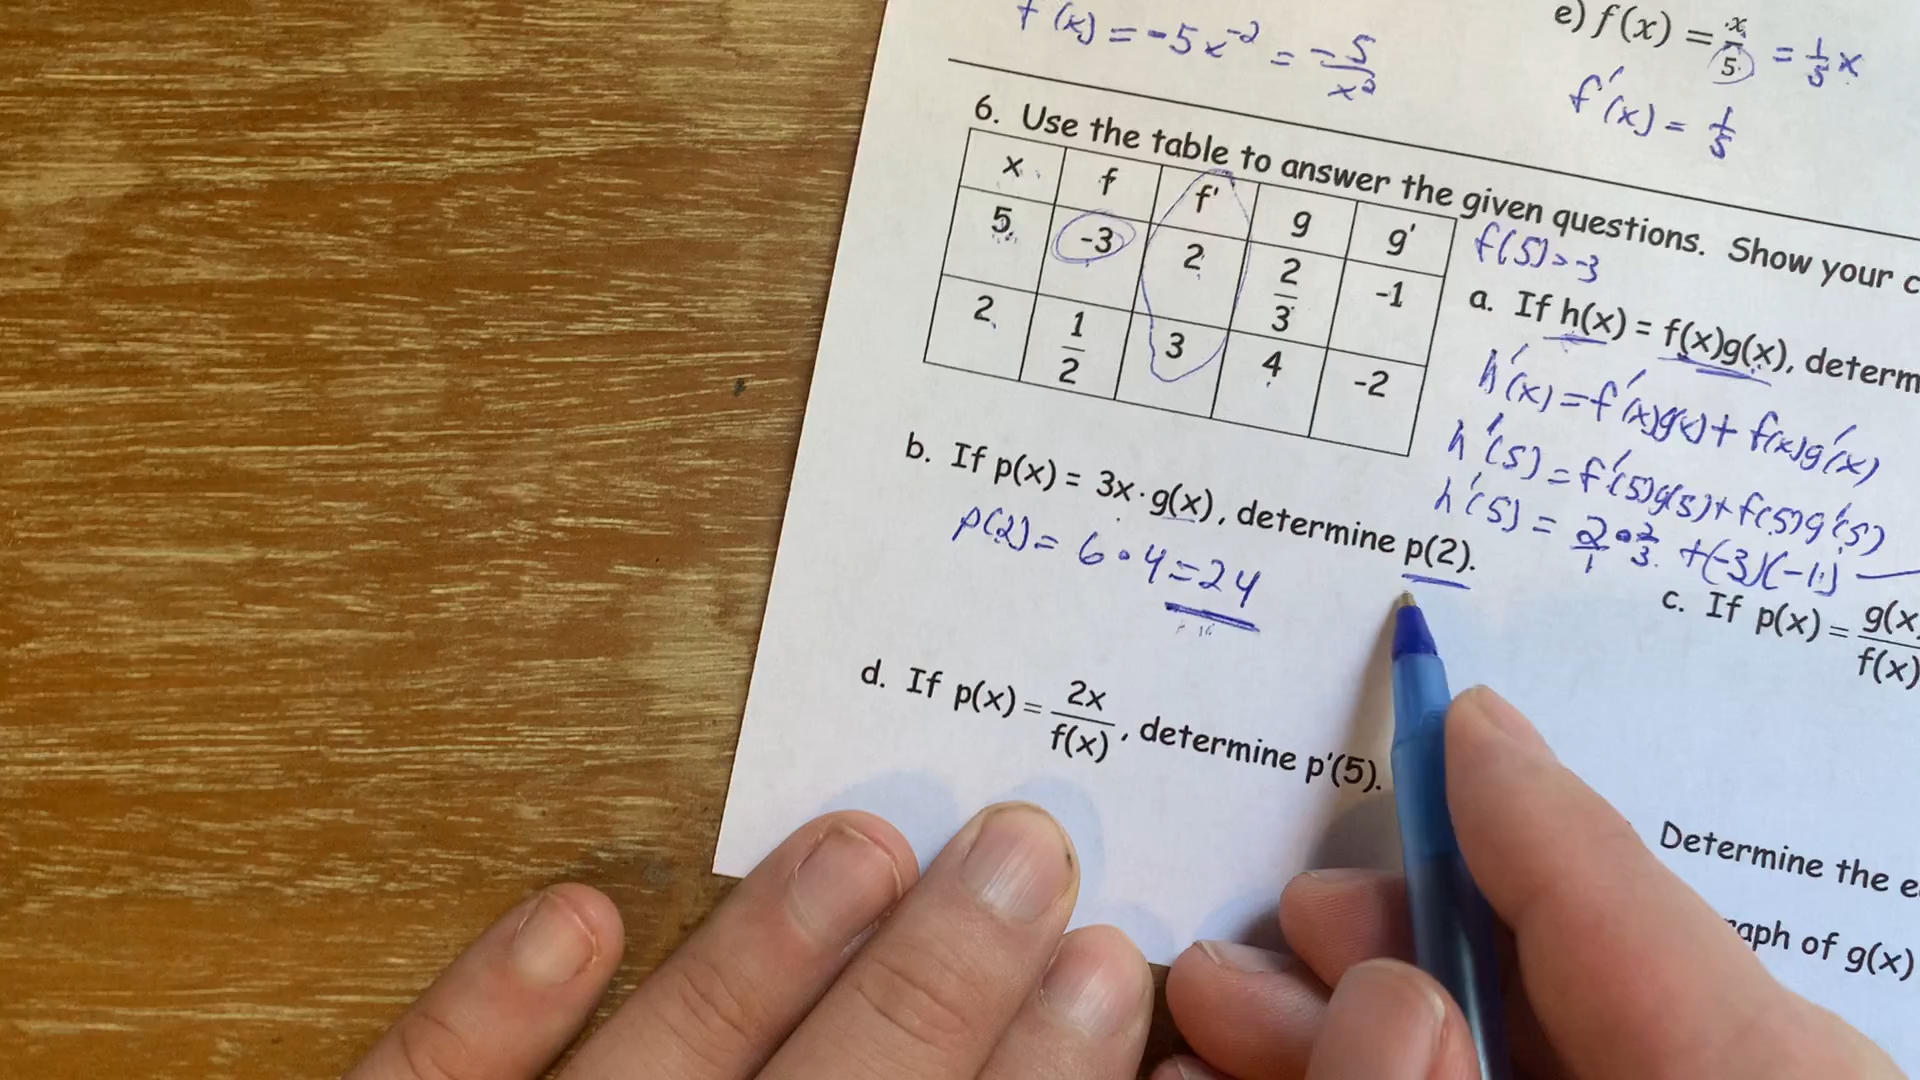 f'(x) = -5x⁻² = -5/x²
e) f(x) = x/5 = 1/5 x
f'(x) = 1/5
6. Use the table to answer the given questions. Show your
x f f' g g'
5 -3 2 2/3 -1
2 1/2 3 4 -2
f(5) = -3
a. If h(x) = f(x)g(x), determ
h'(x) = f'(x)g(x) + f(x)g'(x)
h'(5) = f'(5)g(5) + f(5)g'(5)
h'(5) = 2/1 • 2/3 + (-3)(-1)
b. If p(x) = 3x · g(x), determine p(2).
p(2) = 6 • 4 = 24
c. If p(x) = g(x)/f(x)
d. If p(x) = 2x/f(x), determine p'(5).
Determine the
aph of g(x)